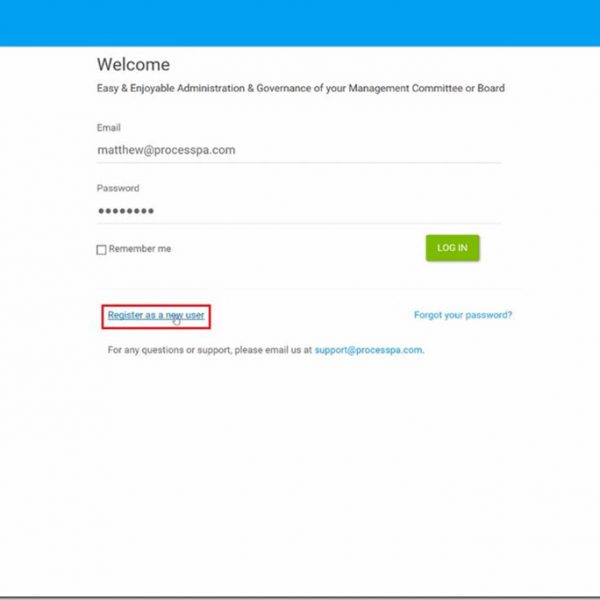 Welcome
Easy & Enjoyable Administration & Governance of your Management Committee or Board
Email
matthew@processpa.com
Password
●●●●●●●●
Remember me
LOG IN
Register as a new user
Forgot your password?
For any questions or support, please email us at support@processpa.com.